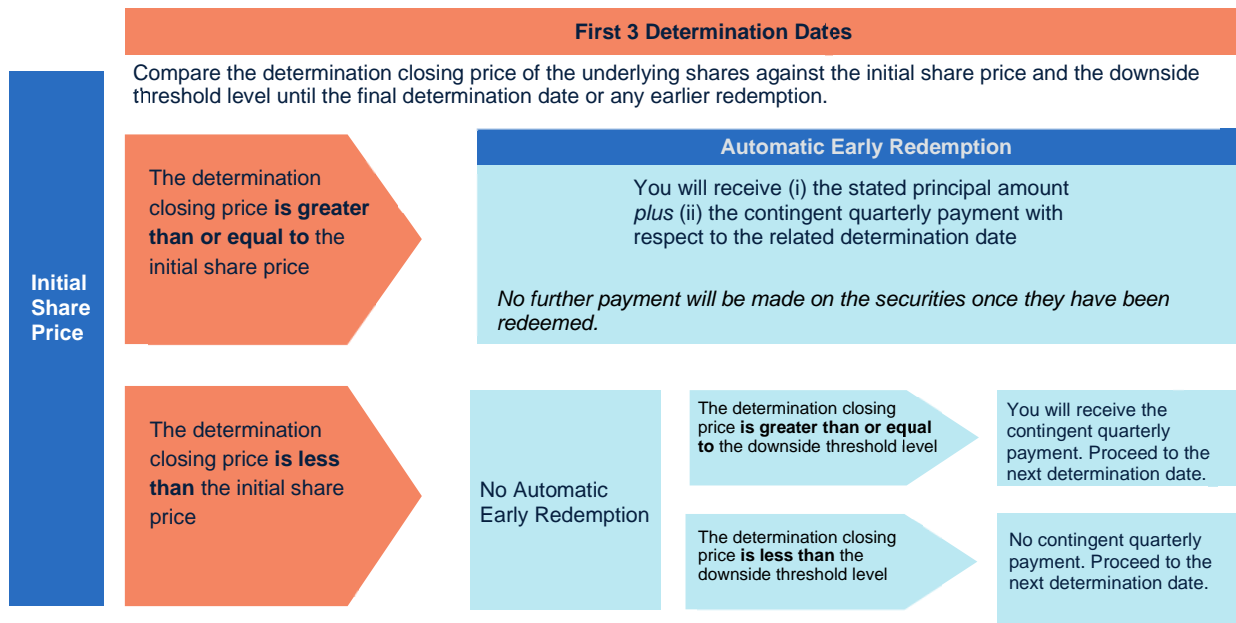 First 3 Determination Dates
Compare the determination closing price of the underlying shares against the initial share price and the downside
threshold level until the final determination date or any earlier redemption.
Initial
Share
Price
The determination
closing price is greater
than or equal to the
initial share price
Automatic Early Redemption
You will receive (i) the stated principal amount
plus (ii) the contingent quarterly payment with
respect to the related determination date
No further payment will be made on the securities once they have been
redeemed.
The determination
closing price is less
than the initial share
price
No Automatic
Early Redemption
The determination closing
price is greater than or equal
to the downside threshold level
You will receive the
contingent quarterly
payment. Proceed to the
next determination date.
The determination closing
price is less than the
downside threshold level
No contingent quarterly
payment. Proceed to the
next determination date.